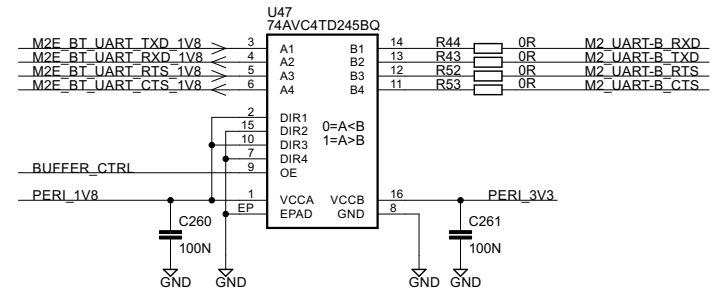 U47
74AVC4TD245BQ
M2E_BT_UART_TXD_1V8 3 A1 B1 14 R44 0R M2_UART-B_RXD
M2E_BT_UART_RXD_1V8 4 A2 B2 13 R43 0R M2_UART-B_TXD
M2E_BT_UART_RTS_1V8 5 A3 B3 12 R52 0R M2_UART-B_RTS
M2E_BT_UART_CTS_1V8 6 A4 B4 11 R53 0R M2_UART-B_CTS
2 DIR1
15 DIR2 0=A<B
10 DIR3 1=A>B
7 DIR4
BUFFER_CTRL 9 OE
PERI_1V8 1 VCCA VCCB 16 PERI_3V3
EP EPAD GND 8
C260 C261
100N 100N
GND GND GND GND